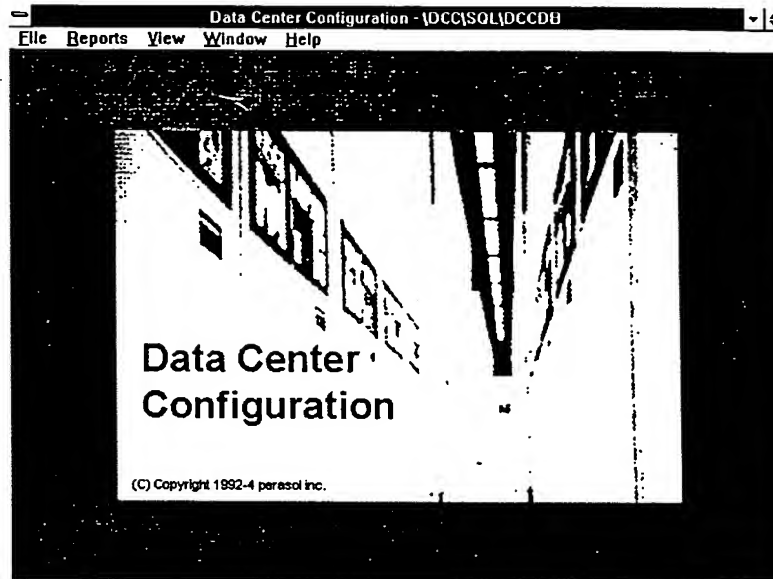 Data Center Configuration - \DCC\SQL\DCCDB
File Reports View Window Help
Data Center
Configuration
(C) Copyright 1992-4 parasol inc.